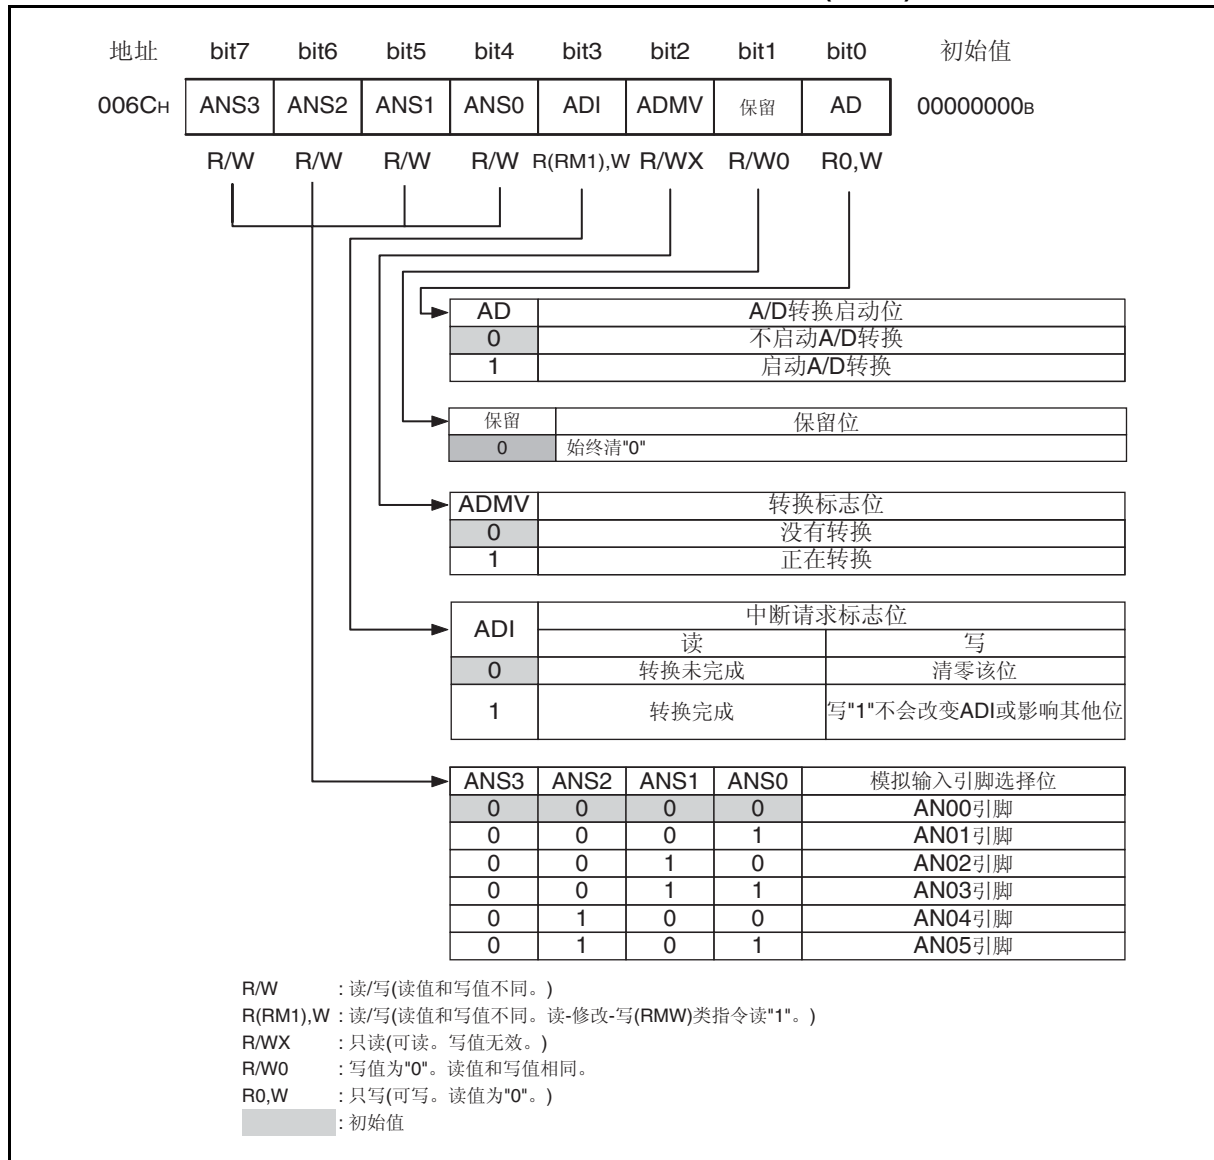 地址 bit7 bit6 bit5 bit4 bit3 bit2 bit1 bit0 初始值
006CH ANS3 ANS2 ANS1 ANS0 ADI ADMV 保留 AD 00000000B
R/W R/W R/W R/W R(RM1),W R/WX R/W0 R0,W
AD A/D转换启动位
0 不启动A/D转换
1 启动A/D转换
保留 保留位
0 始终清"0"
ADMV 转换标志位
0 没有转换
1 正在转换
ADI 中断请求标志位
读 写
0 转换未完成 清零该位
1 转换完成 写"1"不会改变ADI或影响其他位
ANS3 ANS2 ANS1 ANS0 模拟输入引脚选择位
0 0 0 0 AN00引脚
0 0 0 1 AN01引脚
0 0 1 0 AN02引脚
0 0 1 1 AN03引脚
0 1 0 0 AN04引脚
0 1 0 1 AN05引脚
R/W : 读/写(读值和写值不同。)
R(RM1),W : 读/写(读值和写值不同。读-修改-写(RMW)类指令读"1"。)
R/WX : 只读(可读。写值无效。)
R/W0 : 写值为"0"。读值和写值相同。
R0,W : 只写(可写。读值为"0"。)
: 初始值